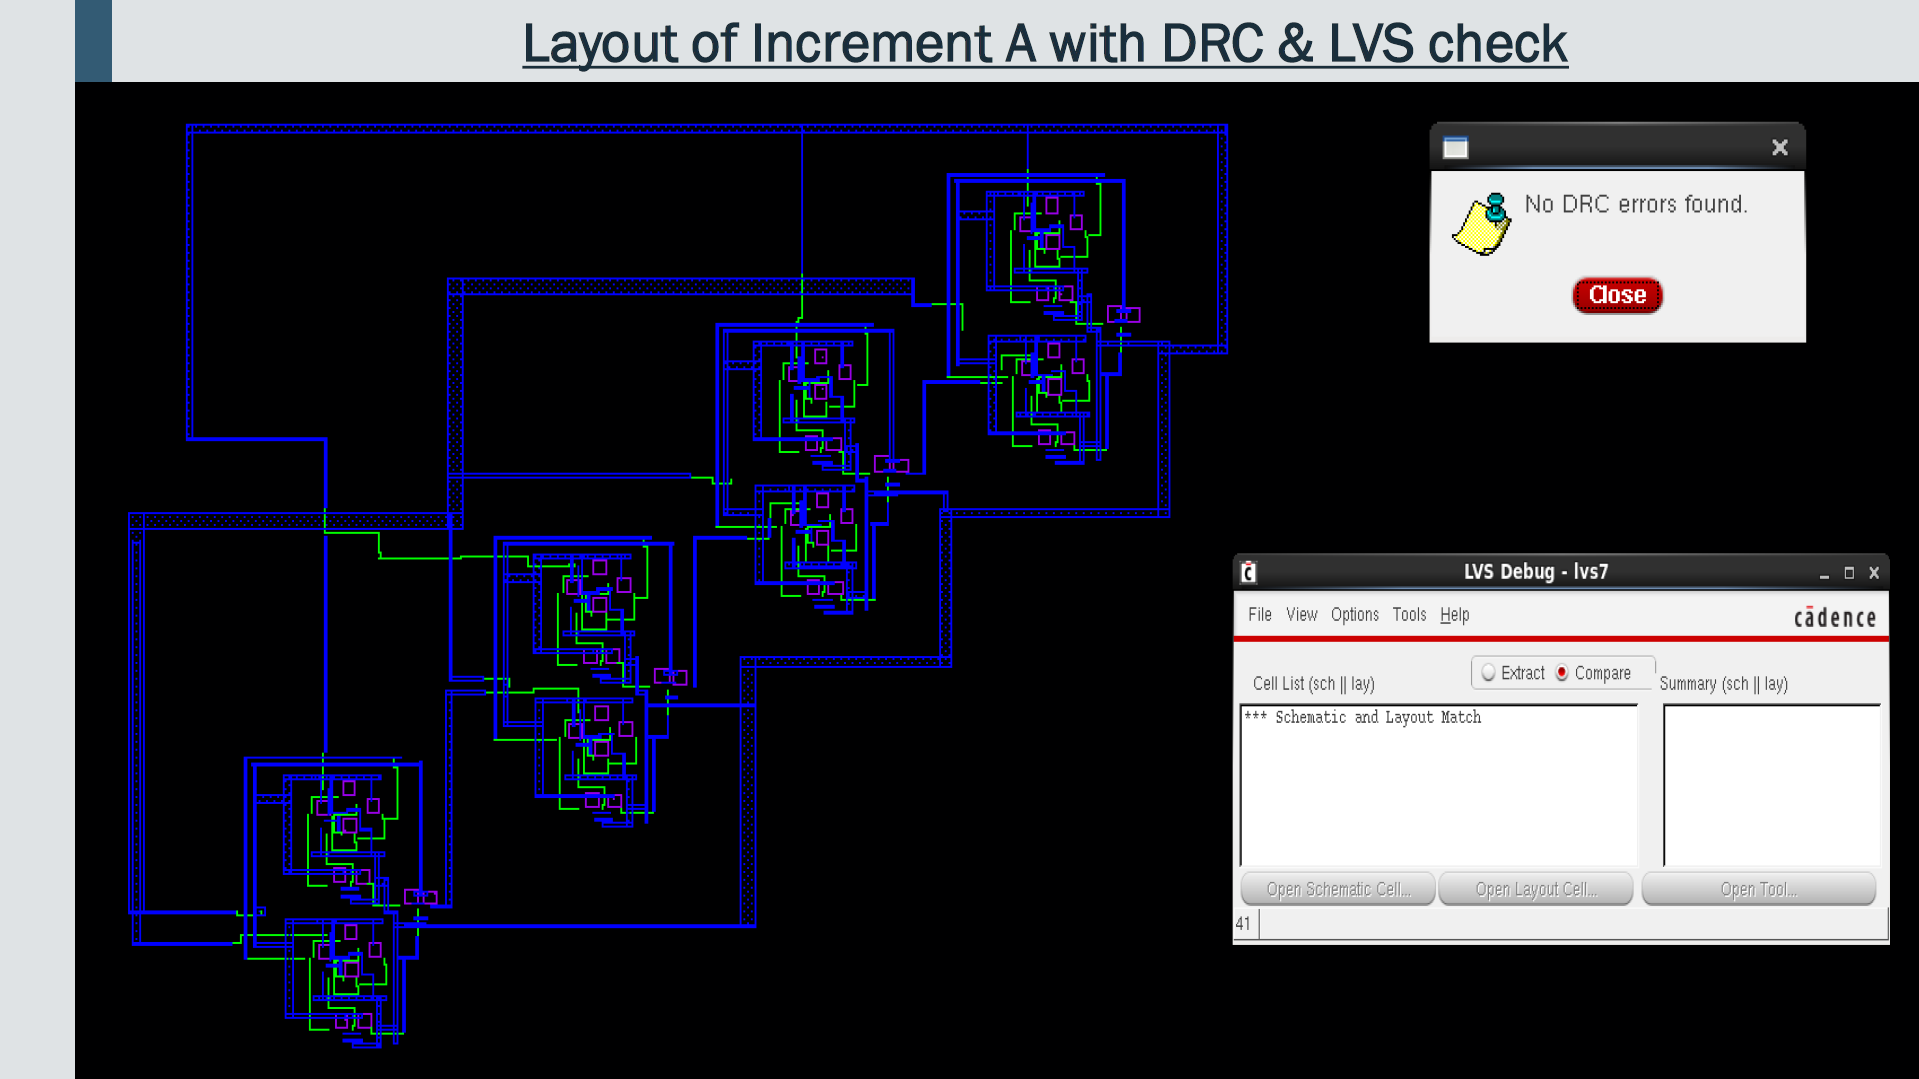 Layout of Increment A with DRC & LVS check
No DRC errors found.
Close
LVS Debug - lvs7
File View Options Tools Help
cādence
Extract Compare
Cell List (sch || lay) Summary (sch || lay)
*** Schematic and Layout Match
Open Schematic Cell... Open Layout Cell... Open Tool...
41